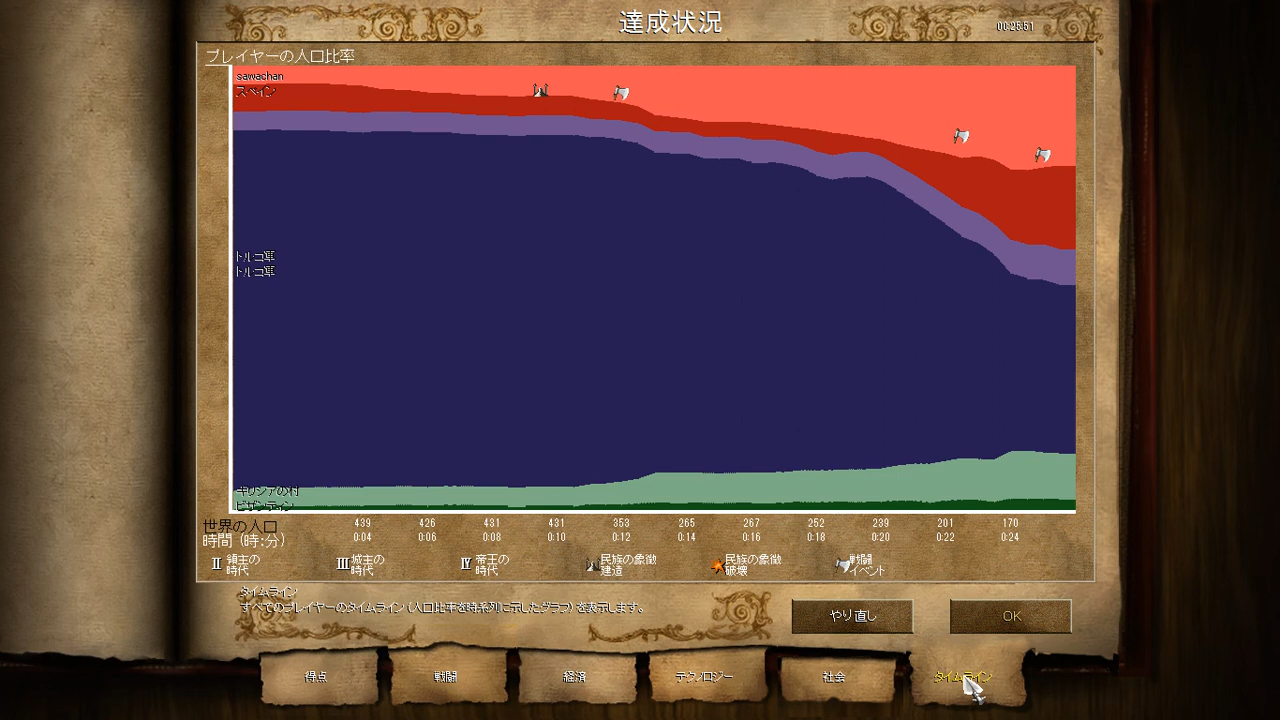 達成状況
00:25:51
プレイヤーの人口比率
sawachan
スペイン
トルコ軍
トルコ軍
ギリシアの村
ビザンティン
世界の人口 439 426 431 431 353 265 267 252 239 201 170
時間 (時:分) 0:04 0:06 0:08 0:10 0:12 0:14 0:16 0:18 0:20 0:22 0:24
II 領主の時代
III 城主の時代
IV 帝王の時代
民族の象徴 建造
民族の象徴 破壊
戦闘イベント
タイムライン
すべてのプレイヤーのタイムライン (人口比率を時系列に示したグラフ) を表示します。
やり直し
OK
得点 戦闘 経済 テクノロジー 社会 タイムライン